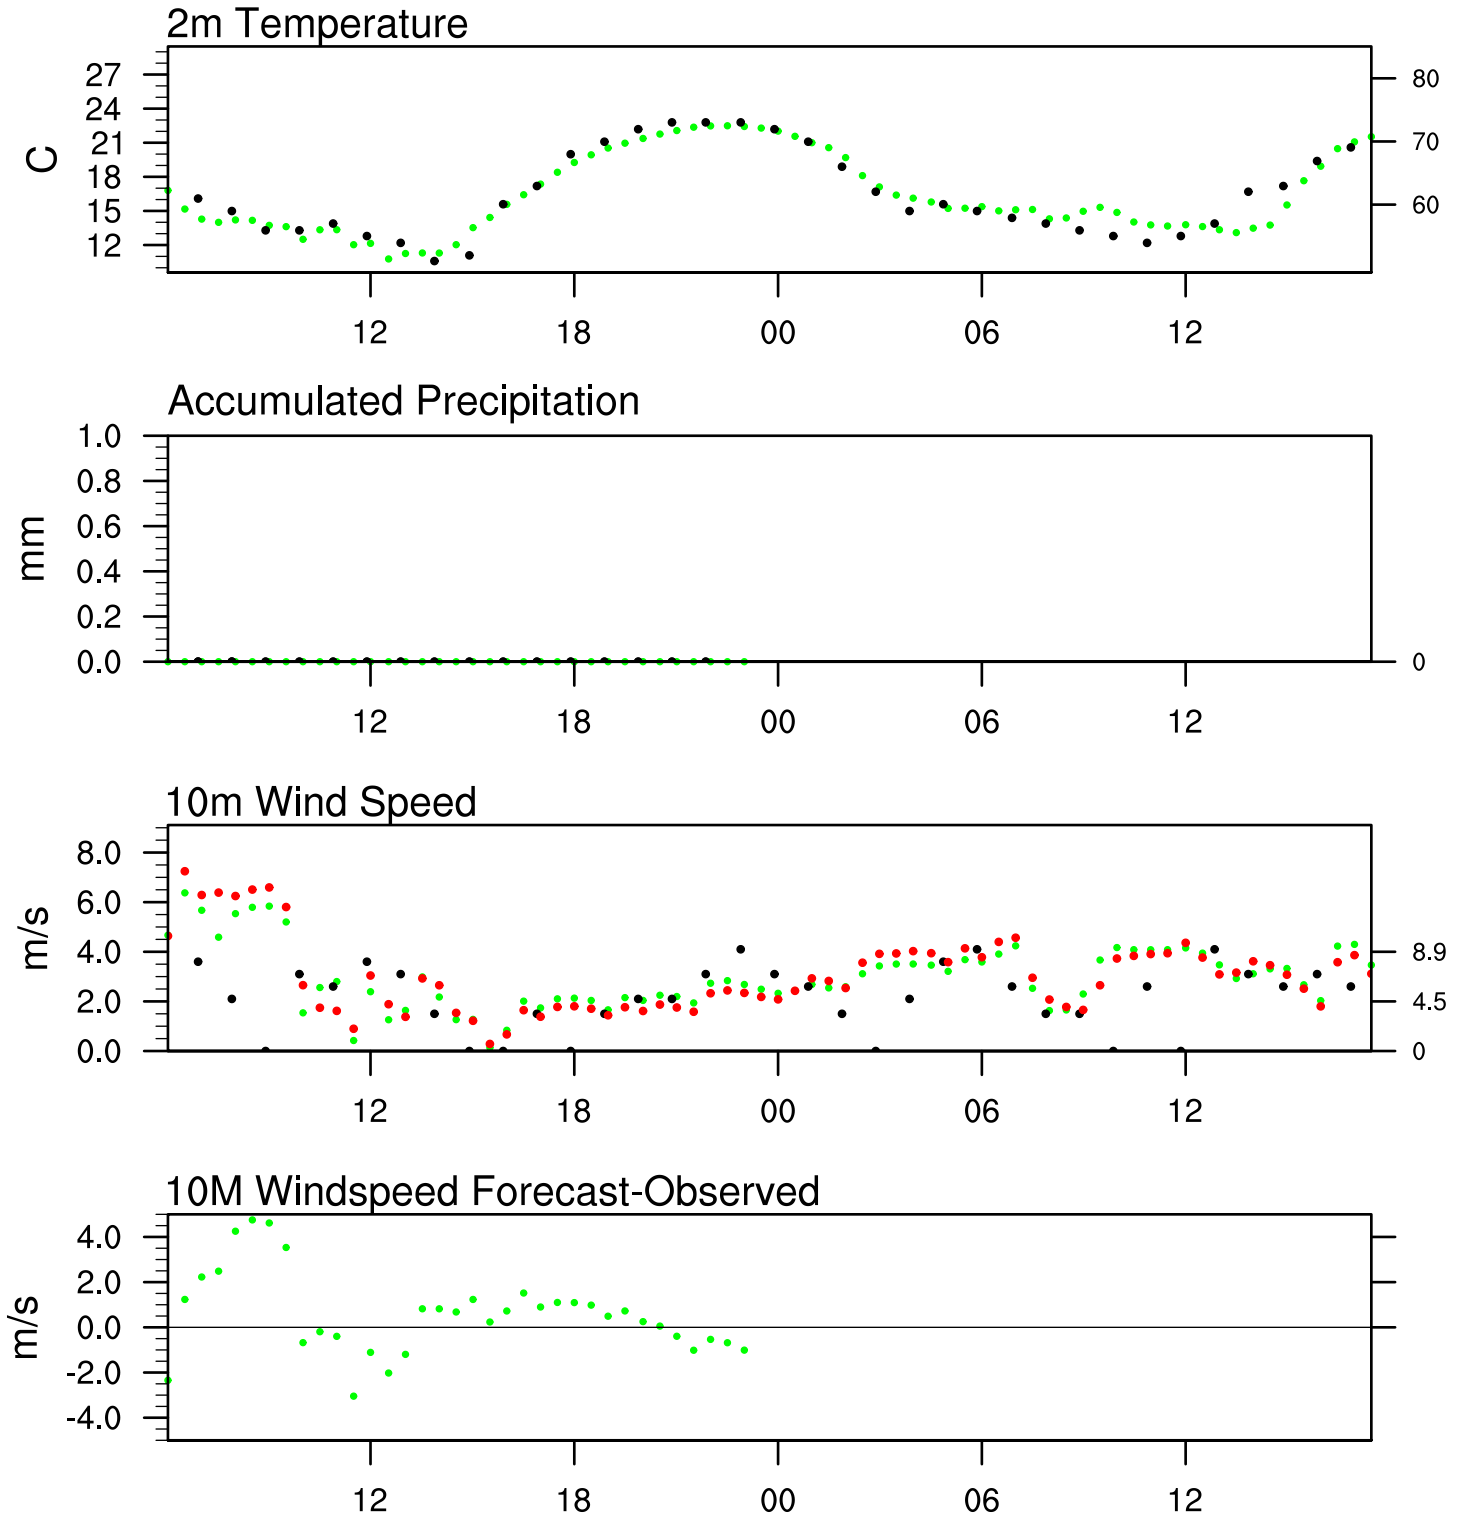 2m Temperature
27
24
21
18
15
12
C
80
70
60
12 18 00 06 12
Accumulated Precipitation
1.0
0.8
0.6
0.4
0.2
0.0
mm
0
12 18 00 06 12
10m Wind Speed
8.0
6.0
4.0
2.0
0.0
m/s
8.9
4.5
0
12 18 00 06 12
10M Windspeed Forecast-Observed
4.0
2.0
0.0
-2.0
-4.0
m/s
12 18 00 06 12